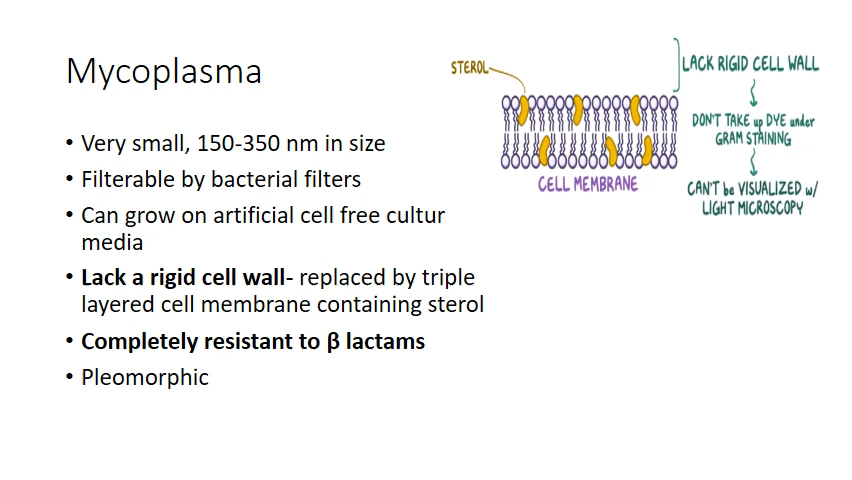 Mycoplasma
• Very small, 150-350 nm in size
• Filterable by bacterial filters
• Can grow on artificial cell free cultur
media
• Lack a rigid cell wall- replaced by triple
layered cell membrane containing sterol
• Completely resistant to β lactams
• Pleomorphic
STEROL
CELL MEMBRANE
LACK RIGID CELL WALL
DON'T TAKE up DYE under
GRAM STAINING
CAN'T be VISUALIZED w/
LIGHT MICROSCOPY